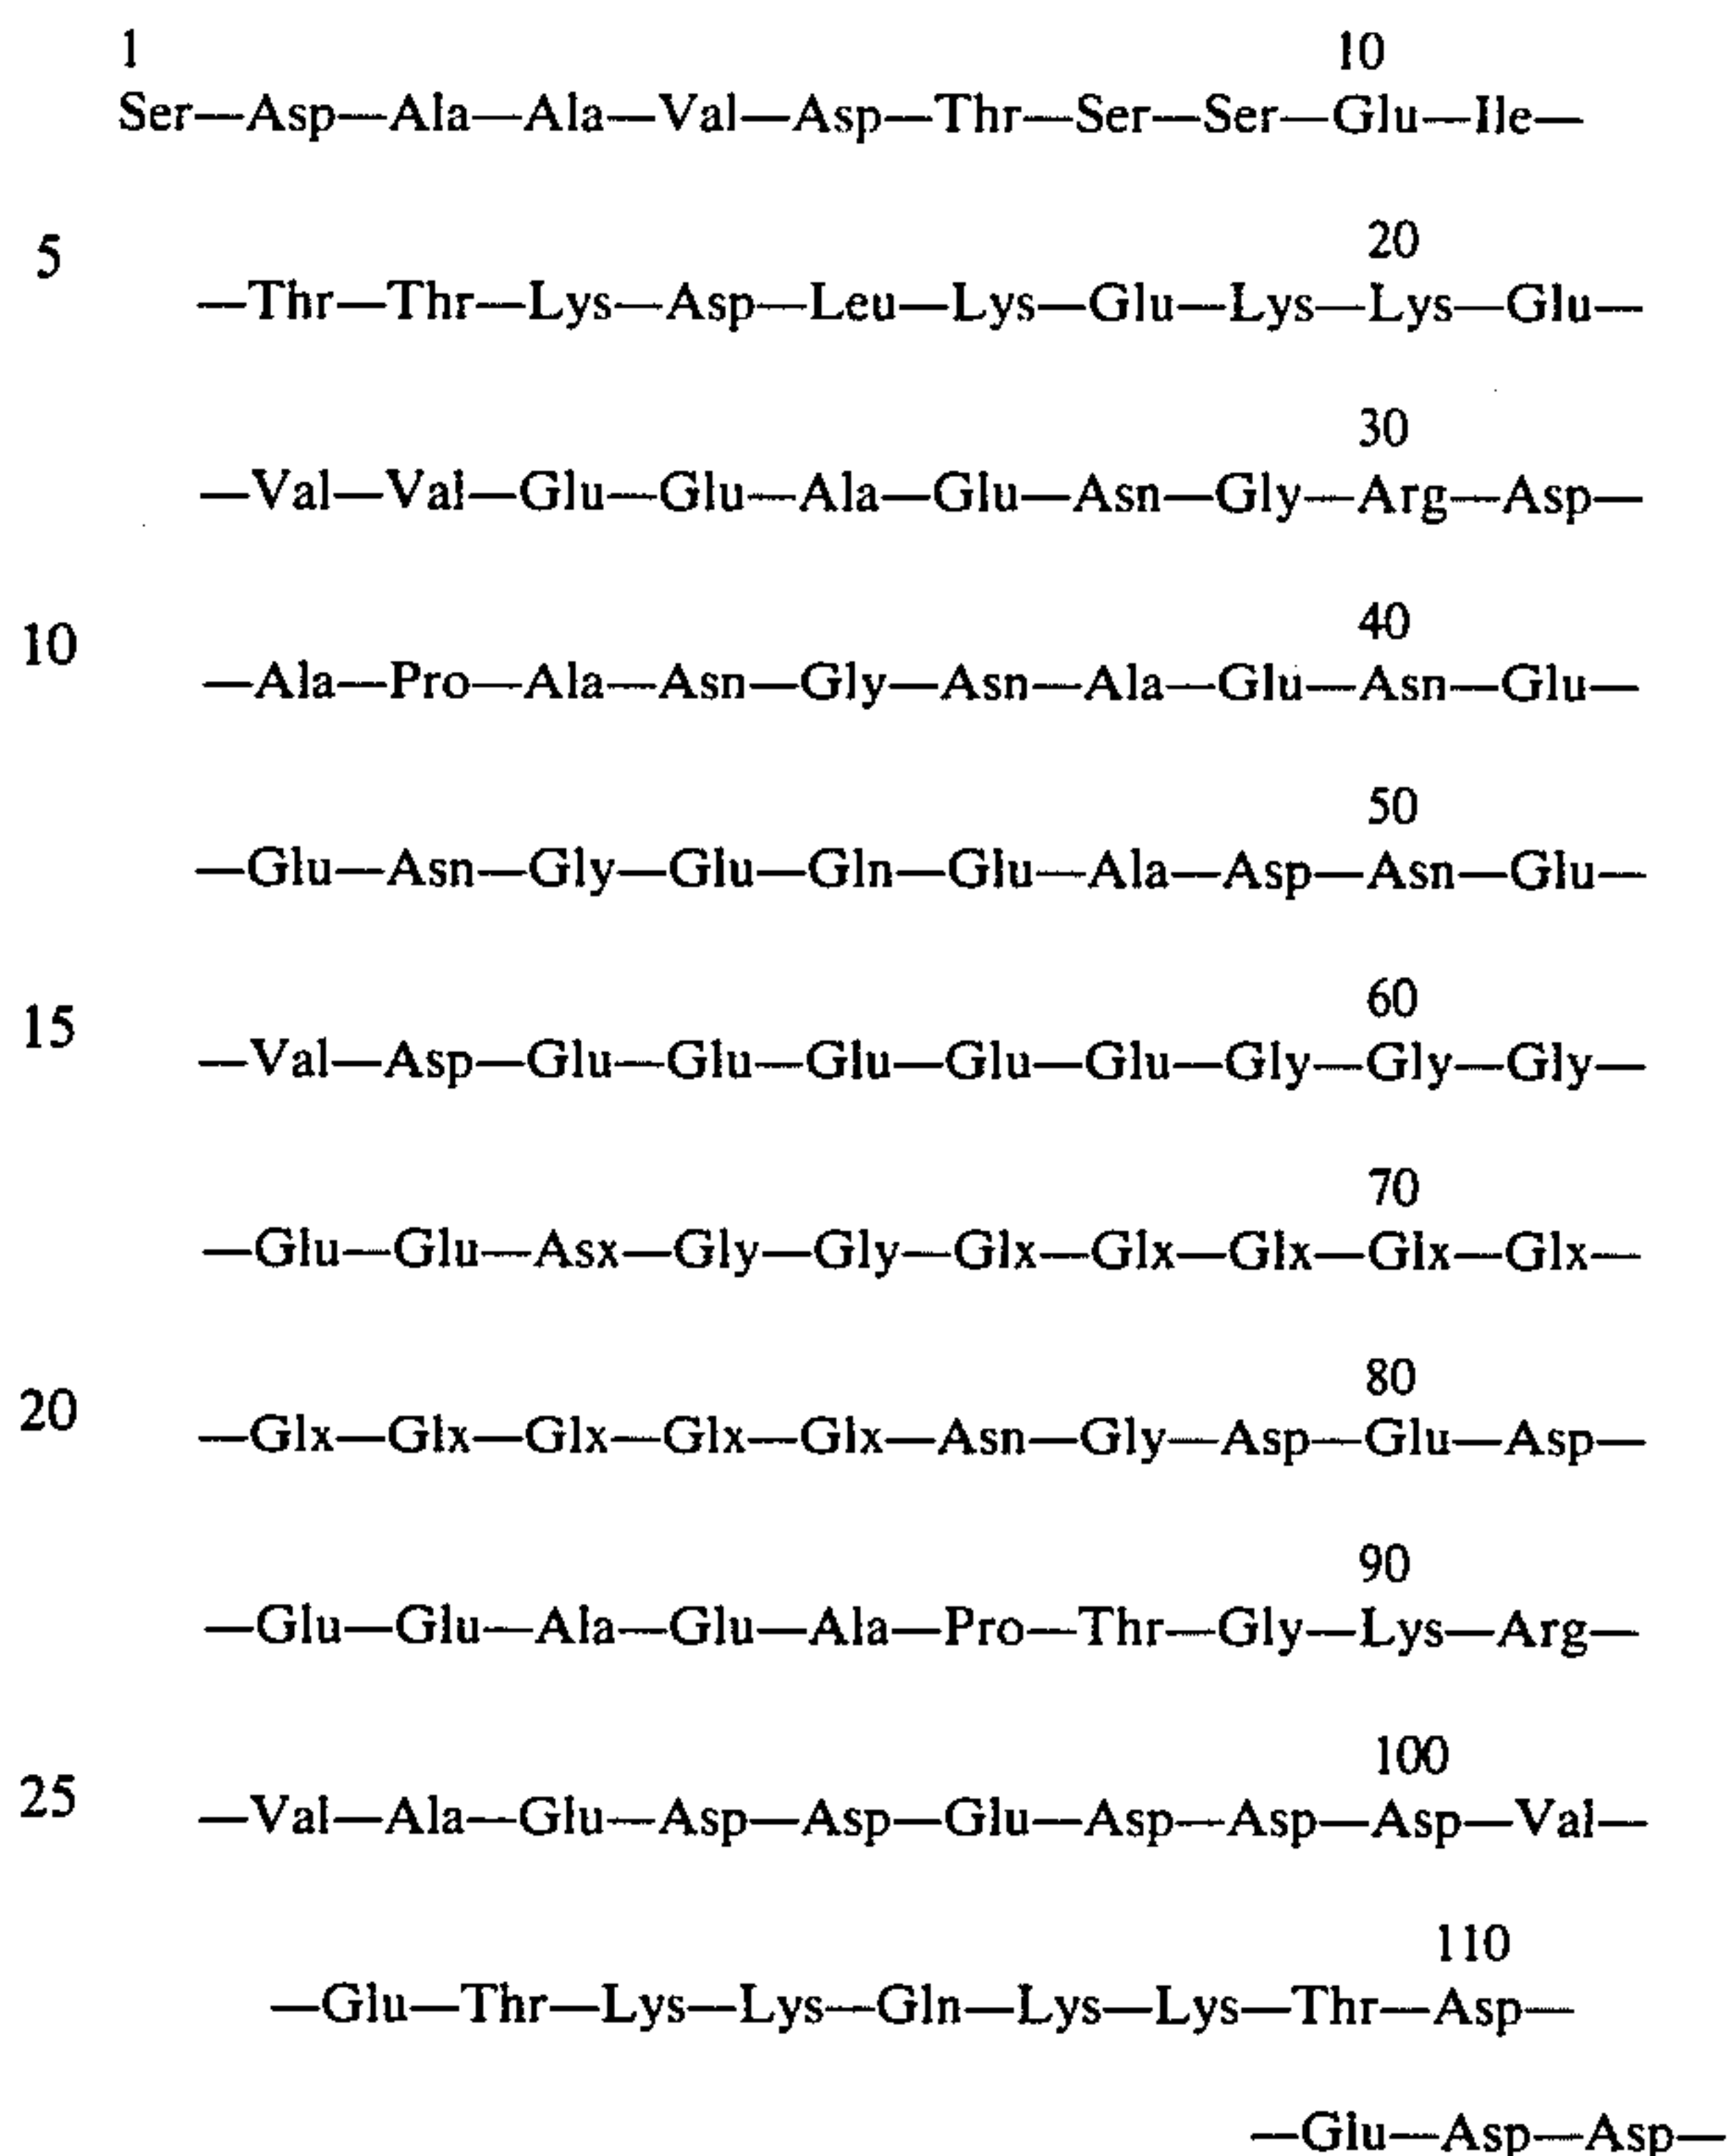 1 10
Ser—Asp—Ala—Ala—Val—Asp—Thr—Ser—Ser—Glu—Ile—
5 20
—Thr—Thr—Lys—Asp—Leu—Lys—Glu—Lys—Lys—Glu—
30
—Val—Val—Glu—Glu—Ala—Glu—Asn—Gly—Arg—Asp—
10 40
—Ala—Pro—Ala—Asn—Gly—Asn—Ala—Glu—Asn—Glu—
50
—Glu—Asn—Gly—Glu—Gln—Glu—Ala—Asp—Asn—Glu—
15 60
—Val—Asp—Glu—Glu—Glu—Glu—Glu—Gly—Gly—Gly—
70
—Glu—Glu—Asx—Gly—Gly—Glx—Glx—Glx—Glx—Glx—
20 80
—Glx—Glx—Glx—Glx—Glx—Asn—Gly—Asp—Glu—Asp—
90
—Glu—Glu—Ala—Glu—Ala—Pro—Thr—Gly—Lys—Arg—
25 100
—Val—Ala—Glu—Asp—Asp—Glu—Asp—Asp—Asp—Val—
110
—Glu—Thr—Lys—Lys—Gln—Lys—Lys—Thr—Asp—
—Glu—Asp—Asp—